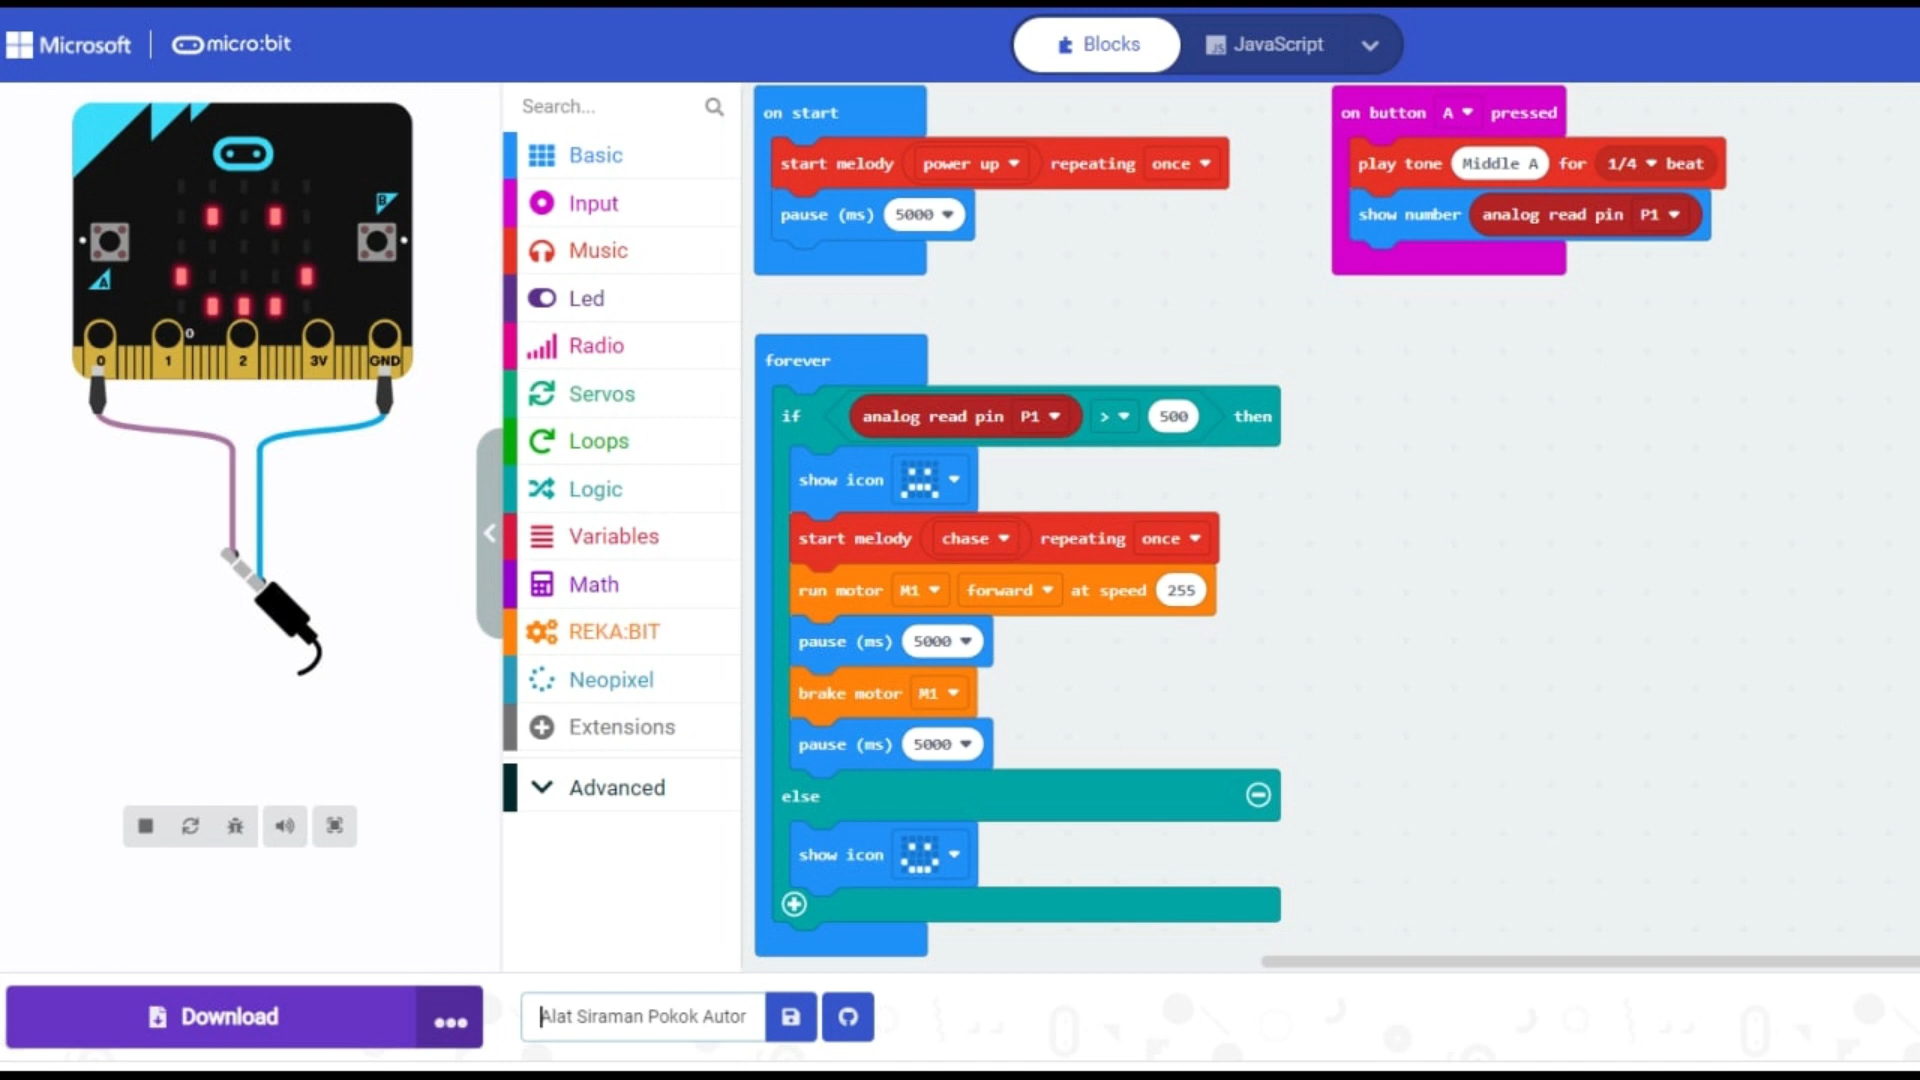 Microsoft | micro:bit
Blocks
JavaScript
B
A
0
0 1 2 3V GND
Search...
Basic
Input
Music
Led
Radio
Servos
Loops
Logic
Variables
Math
REKA:BIT
Neopixel
Extensions
Advanced
on start
start melody power up repeating once
pause (ms) 5000
on button A pressed
play tone Middle A for 1/4 beat
show number analog read pin P1
forever
if analog read pin P1 > 500 then
show icon
start melody chase repeating once
run motor M1 forward at speed 255
pause (ms) 5000
brake motor M1
pause (ms) 5000
else
show icon
Download
Alat Siraman Pokok Autor